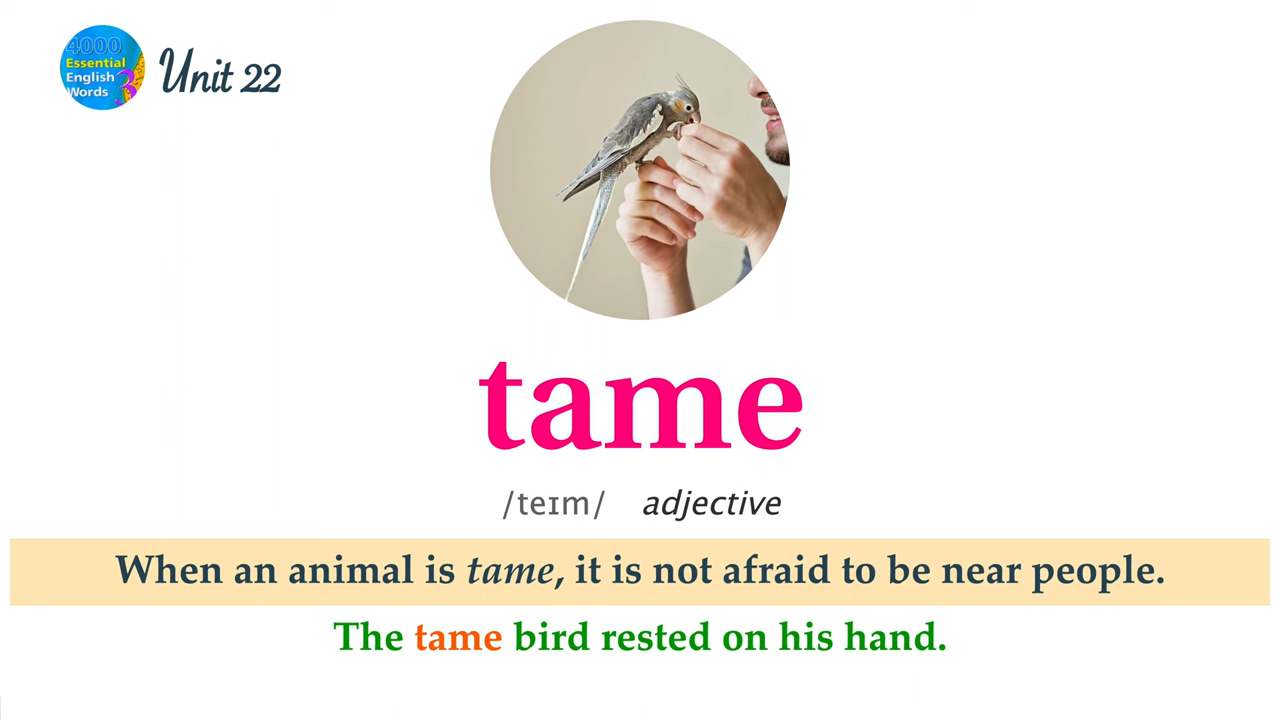 4000
Essential
English
Words 3
Unit 22
tame
/teɪm/ adjective
When an animal is tame, it is not afraid to be near people.
The tame bird rested on his hand.